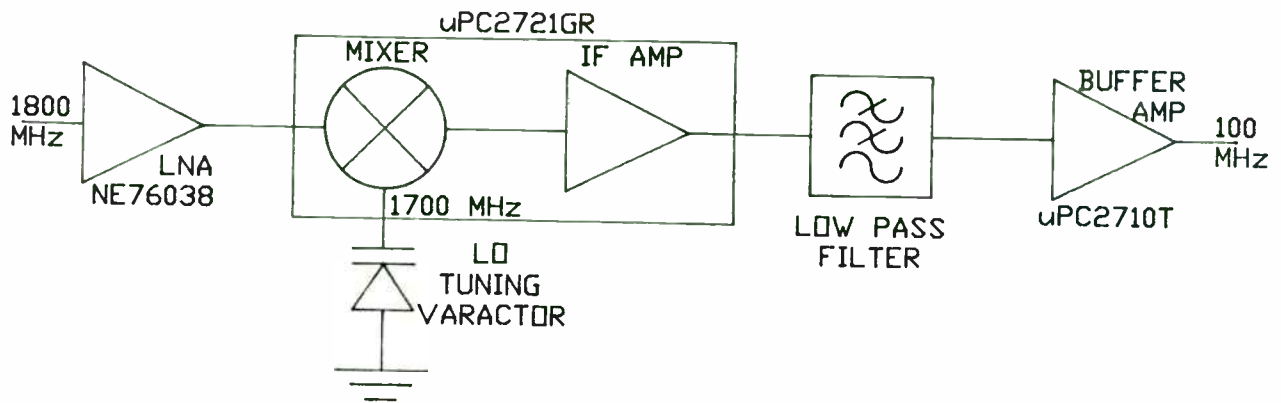 uPC2721GR
MIXER
IF AMP
BUFFER
AMP
1800
MHz
LNA
NE76038
1700 MHz
LO
TUNING
VARACTOR
LOW PASS
FILTER
uPC2710T
100
MHz